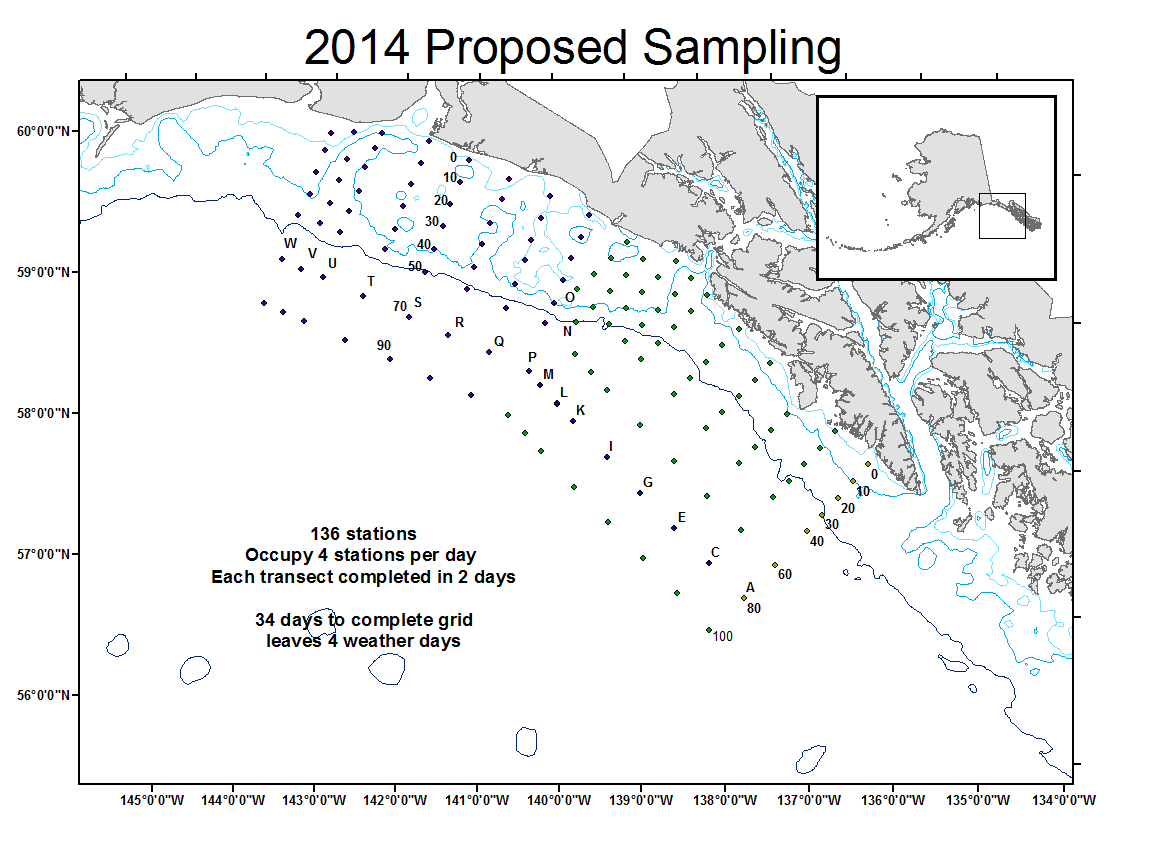 2014 Proposed Sampling
60°0'0"N
59°0'0"N
58°0'0"N
57°0'0"N
56°0'0"N
0
10
20
30
40
50
70
90
W
V
U
T
S
R
Q
P
O
N
M
L
K
I
G
E
C
A
0
10
20
30
40
60
80
100
136 stations
Occupy 4 stations per day
Each transect completed in 2 days
34 days to complete grid
leaves 4 weather days
145°0'0"W
144°0'0"W
143°0'0"W
142°0'0"W
141°0'0"W
140°0'0"W
139°0'0"W
138°0'0"W
137°0'0"W
136°0'0"W
135°0'0"W
134°0'0"W